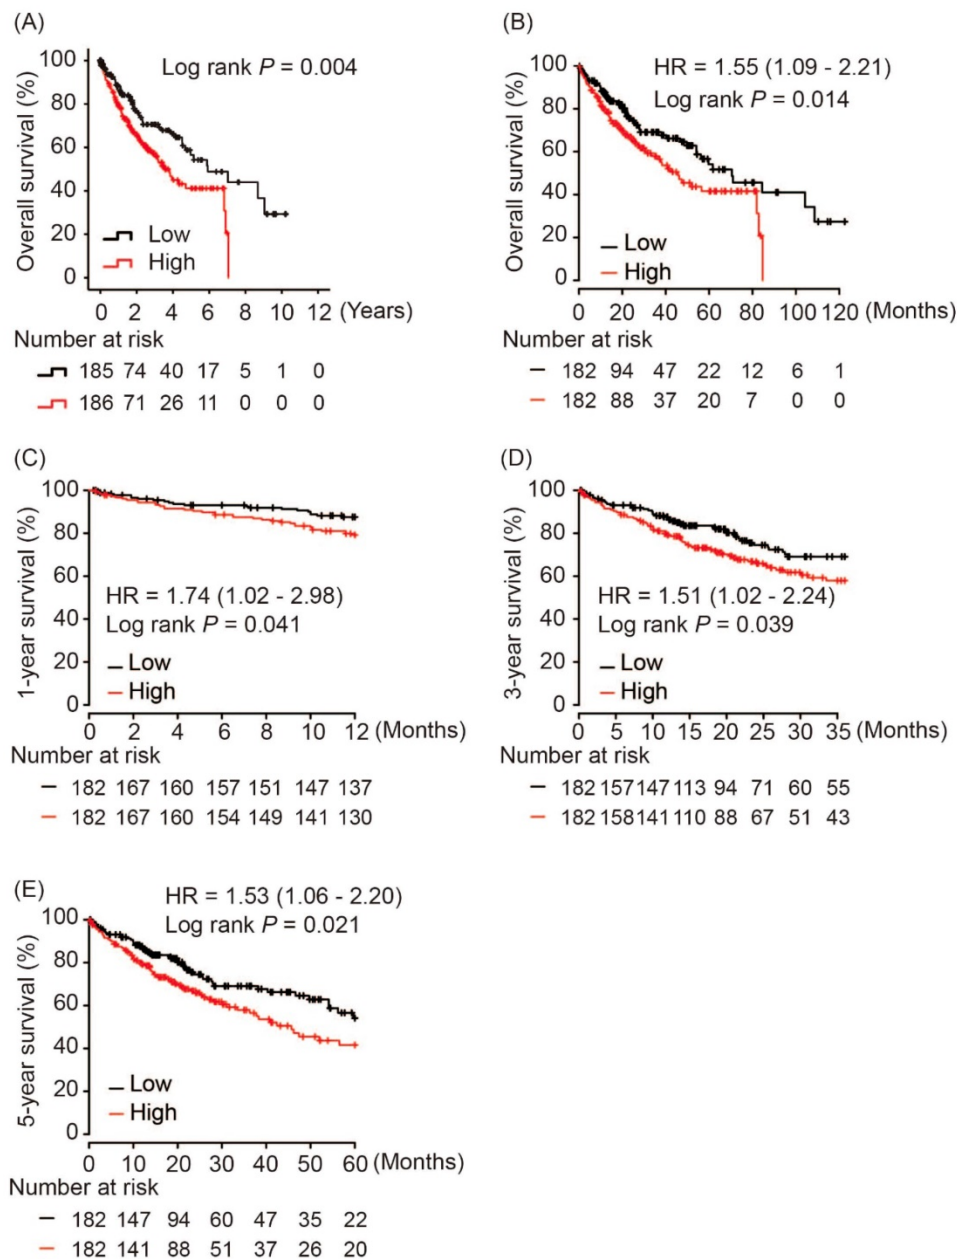 (A)
Log rank P = 0.004
Overall survival (%)
100
80
60
40
20
0
Low
High
0 2 4 6 8 10 12 (Years)
Number at risk
185 74 40 17 5 1 0
186 71 26 11 0 0 0
(B)
HR = 1.55 (1.09 - 2.21)
Log rank P = 0.014
Overall survival (%)
100
80
60
40
20
0
Low
High
0 20 40 60 80 100 120 (Months)
Number at risk
182 94 47 22 12 6 1
182 88 37 20 7 0 0
(C)
1-year survival (%)
100
80
60
40
20
0
HR = 1.74 (1.02 - 2.98)
Log rank P = 0.041
Low
High
0 2 4 6 8 10 12 (Months)
Number at risk
182 167 160 157 151 147 137
182 167 160 154 149 141 130
(D)
3-year survival (%)
100
80
60
40
20
0
HR = 1.51 (1.02 - 2.24)
Log rank P = 0.039
Low
High
0 5 10 15 20 25 30 35 (Months)
Number at risk
182 157 147 113 94 71 60 55
182 158 141 110 88 67 51 43
(E)
HR = 1.53 (1.06 - 2.20)
Log rank P = 0.021
5-year survival (%)
100
80
60
40
20
0
Low
High
0 10 20 30 40 50 60 (Months)
Number at risk
182 147 94 60 47 35 22
182 141 88 51 37 26 20